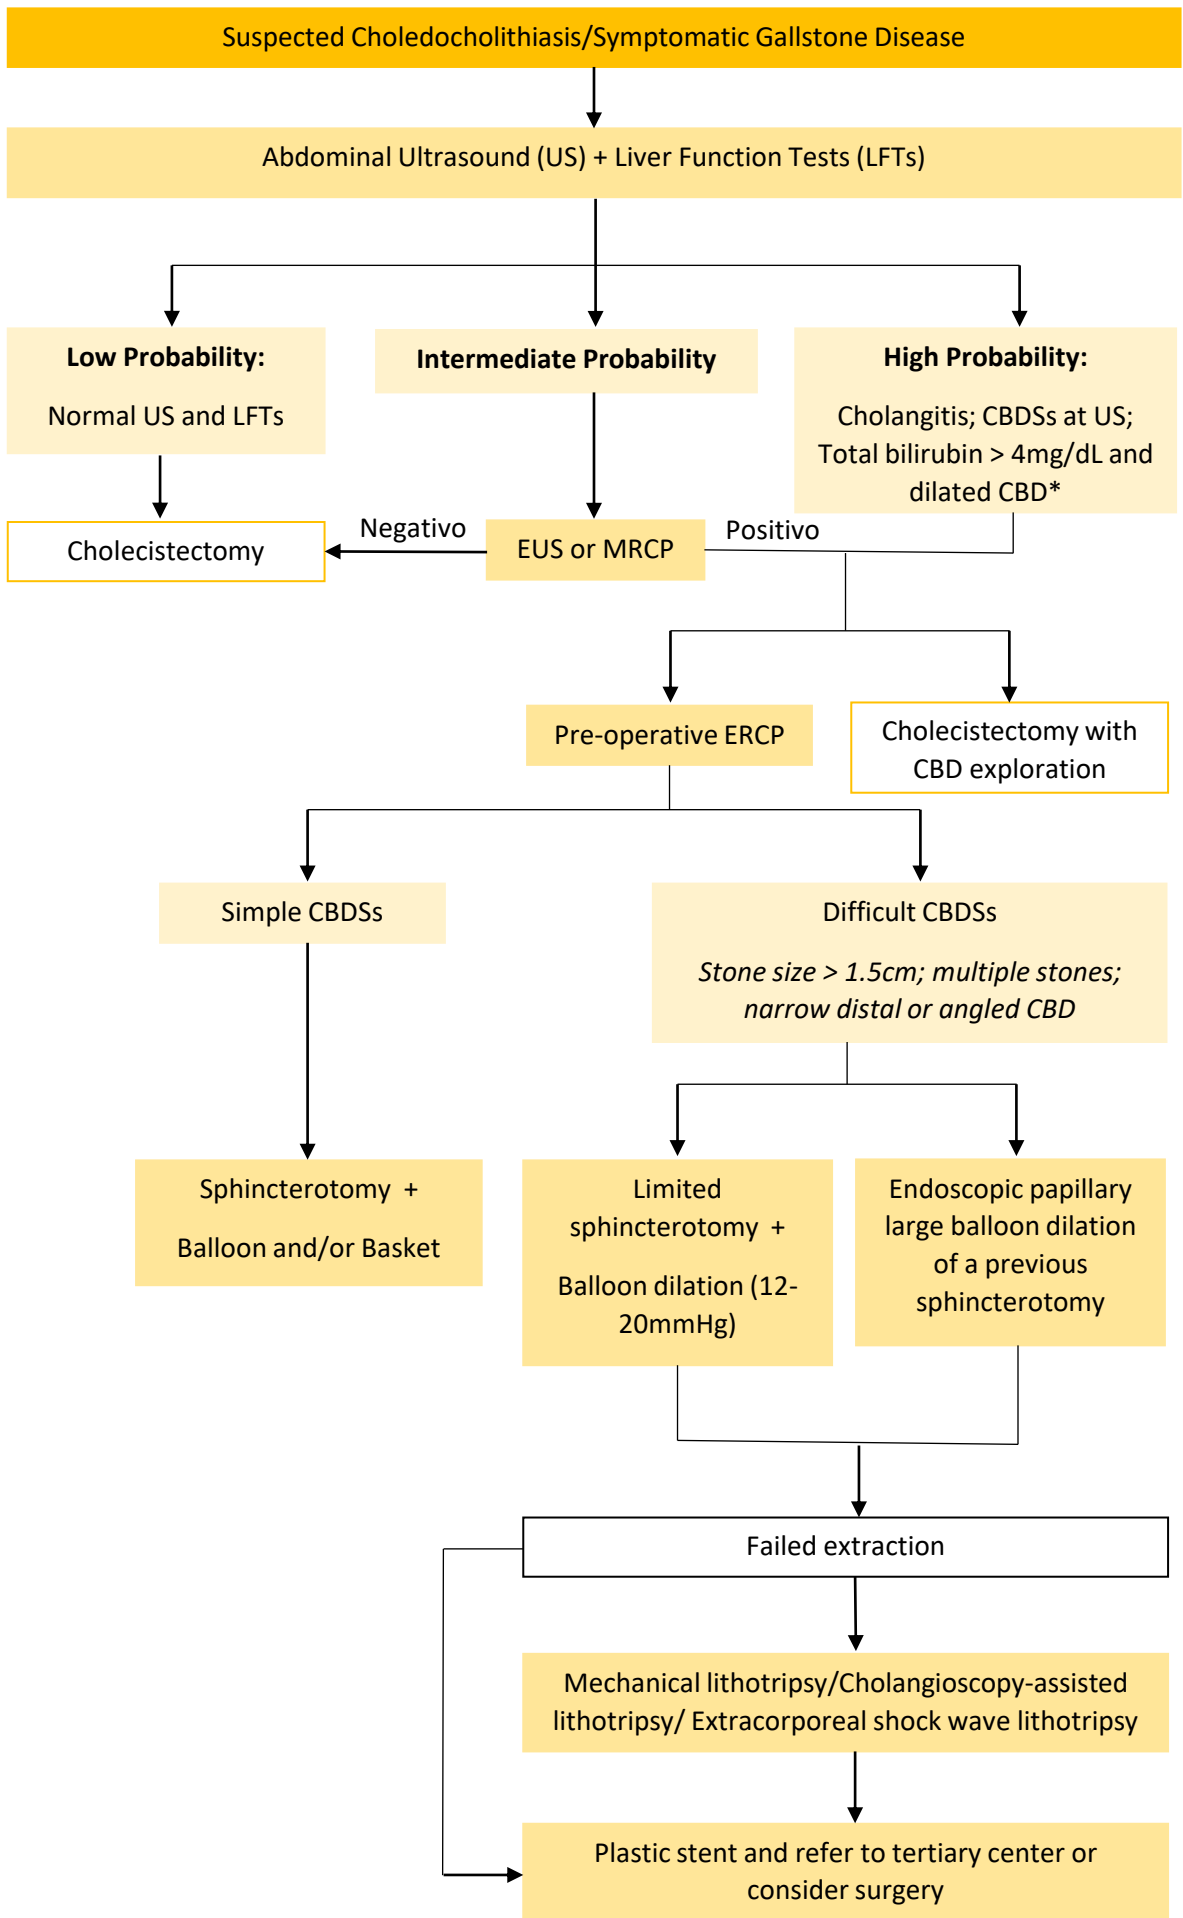 Suspected Choledocholithiasis/Symptomatic Gallstone Disease
Abdominal Ultrasound (US) + Liver Function Tests (LFTs)
Low Probability:
Normal US and LFTs
Intermediate Probability
High Probability:
Cholangitis; CBDSs at US;
Total bilirubin > 4mg/dL and
dilated CBD*
Cholecistectomy
Negativo
EUS or MRCP
Positivo
Pre-operative ERCP
Cholecistectomy with
CBD exploration
Simple CBDSs
Difficult CBDSs
Stone size > 1.5cm; multiple stones;
narrow distal or angled CBD
Sphincterotomy +
Balloon and/or Basket
Limited
sphincterotomy +
Balloon dilation (12-
20mmHg)
Endoscopic papillary
large balloon dilation
of a previous
sphincterotomy
Failed extraction
Mechanical lithotripsy/Cholangioscopy-assisted
lithotripsy/ Extracorporeal shock wave lithotripsy
Plastic stent and refer to tertiary center or
consider surgery